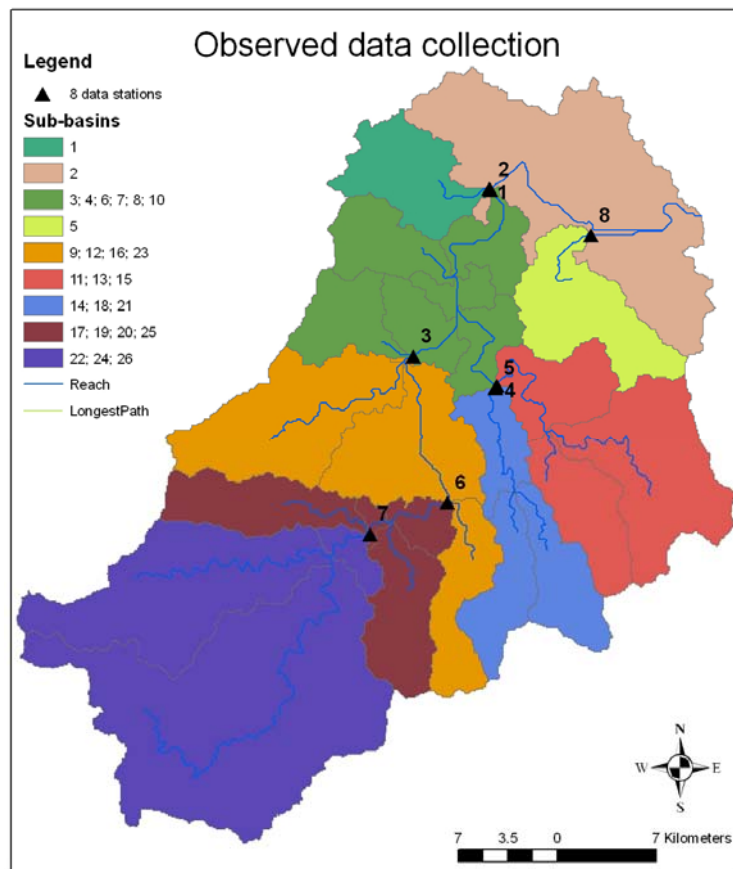 Observed data collection
Legend
8 data stations
Sub-basins
1
2
3; 4; 6; 7; 8; 10
5
9; 12; 16; 23
11; 13; 15
14; 18; 21
17; 19; 20; 25
22; 24; 26
Reach
LongestPath
2
1
8
3
5
4
6
7
N
W E
S
7 3.5 0 7 Kilometers